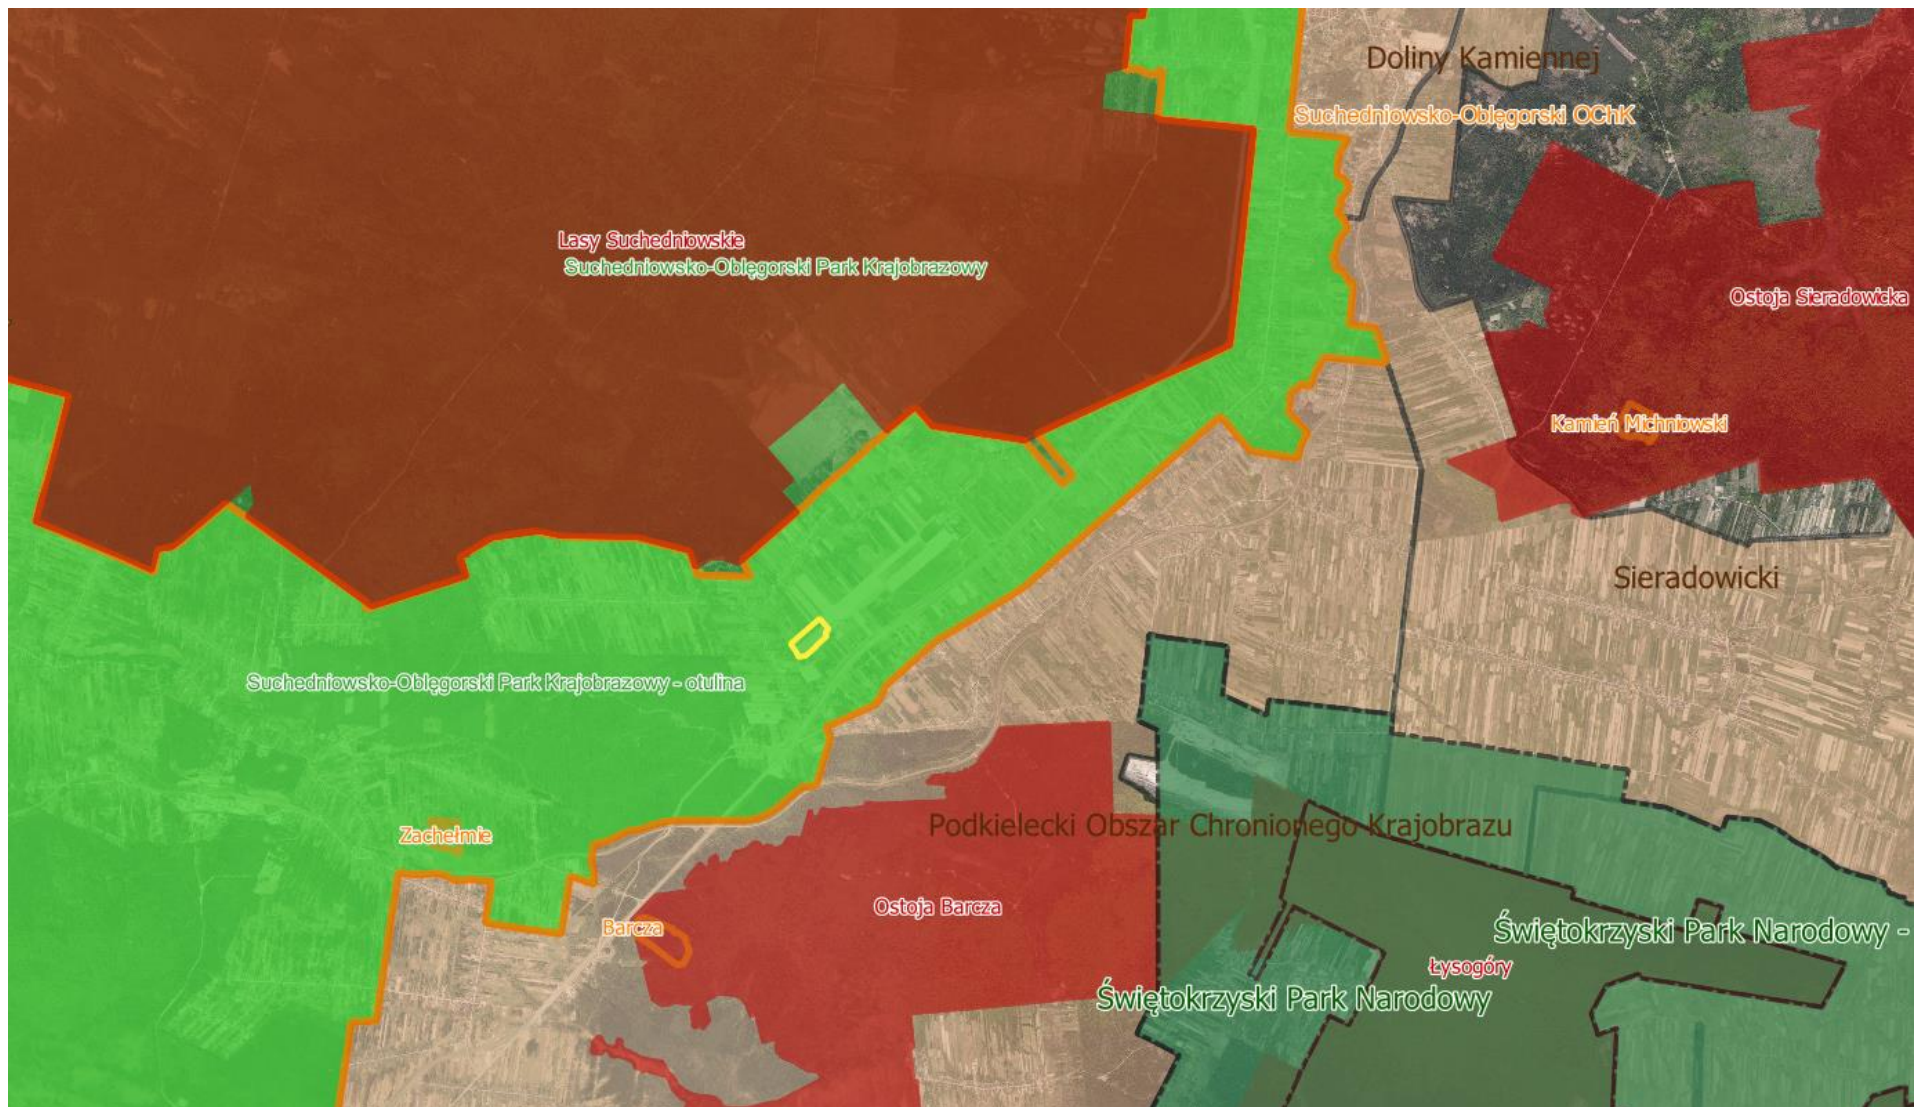 Doliny Kamiennej
Suchedniowsko-Oblęgorski OChK
Lasy Suchedniowskie
Suchedniowsko-Oblęgorski Park Krajobrazowy
Ostoja Sieradowicka
Kamień Michniowski
Sieradowicki
Suchedniowsko-Oblęgorski Park Krajobrazowy - otulina
Podkielecki Obszar Chronionego Krajobrazu
Zachełmie
Ostoja Barcza
Barcza
Świętokrzyski Park Narodowy -
Łysogóry
Świętokrzyski Park Narodowy